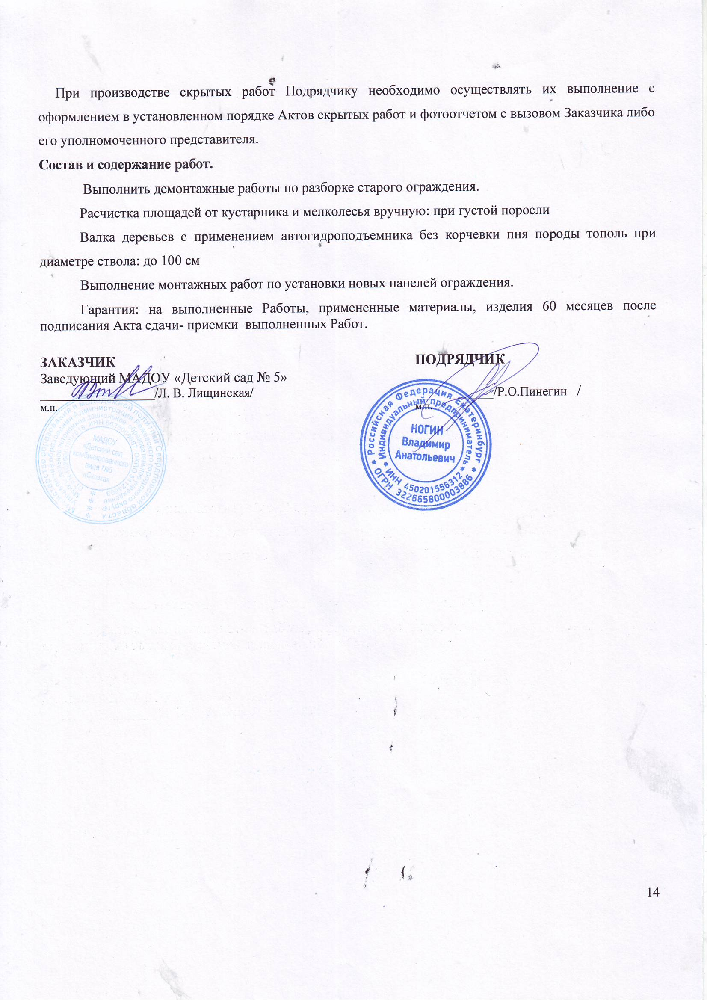 При производстве скрытых работ Подрядчику необходимо осуществлять их выполнение с
оформлением в установленном порядке Актов скрытых работ и фотоотчетом с вызовом Заказчика либо
его уполномоченного представителя.
Состав и содержание работ.
Выполнить демонтажные работы по разборке старого ограждения.
Расчистка площадей от кустарника и мелколесья вручную: при густой поросли
Валка деревьев с применением автогидроподъемника без корчевки пня породы тополь при
диаметре ствола: до 100 см
Выполнение монтажных работ по установки новых панелей ограждения.
Гарантия: на выполненные Работы, примененные материалы, изделия 60 месяцев после
подписания Акта сдачи- приемки выполненных Работ.
ЗАКАЗЧИК
Заведующий МАДОУ «Детский сад № 5»
/Л. В. Лищинская/
м.п.
МАДОУ
«Детский сад
комбинированного
вида №5
«Сказка»
ПОДРЯДЧИК
/Р.О.Пинегин /
м.п.
Российская Федерация Екатеринбург
Индивидуальный предприниматель
НОГИН
Владимир
Анатольевич
ИНН 450201556312
ОГРН 322665800003886
14